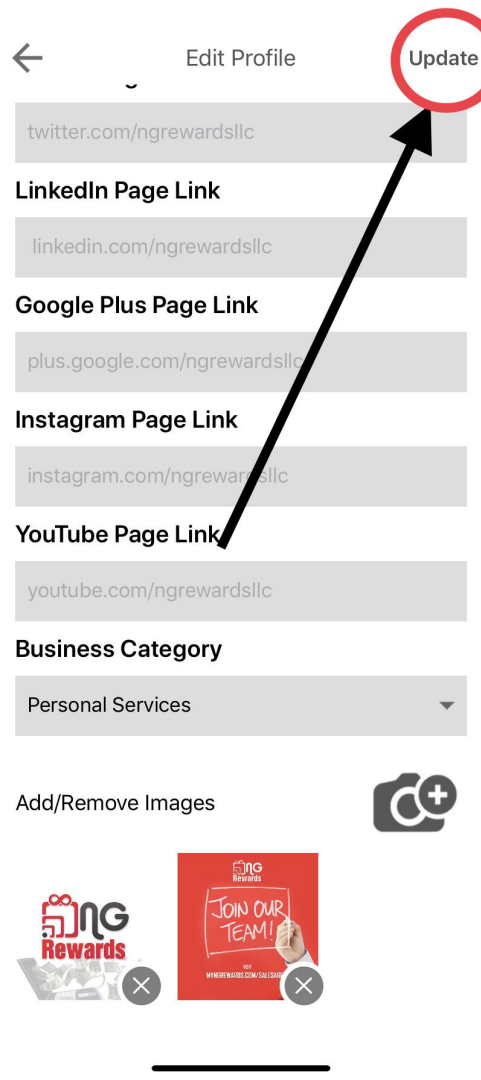 Edit Profile
Update
twitter.com/ngrewardsllc
LinkedIn Page Link
linkedin.com/ngrewardsllc
Google Plus Page Link
plus.google.com/ngrewardsllc
Instagram Page Link
instagram.com/ngrewardsllc
YouTube Page Link
youtube.com/ngrewardsllc
Business Category
Personal Services
Add/Remove Images
NG
Rewards
NG
Rewards
JOIN OUR
TEAM!
VISIT